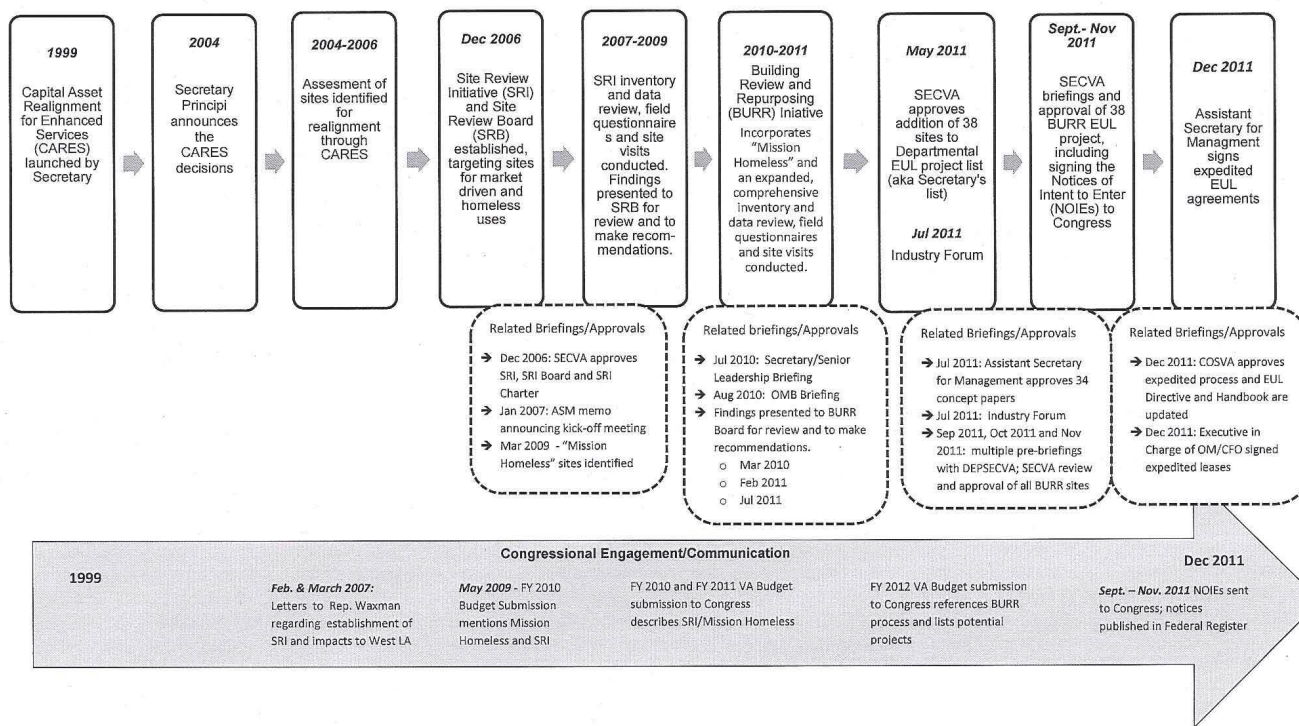 1999
Capital Asset
Realignment
for Enhanced
Services
(CARES)
launched by
Secretary
2004
Secretary
Principi
announces
the
CARES
decisions
2004-2006
Assesment of
sites identified
for
realignment
through
CARES
Dec 2006
Site Review
Initiative (SRI)
and Site
Review Board
(SRB)
established,
targeting sites
for market
driven and
homeless
uses
2007-2009
SRI inventory
and data
review, field
questionnaire
s and site
visits
conducted.
Findings
presented to
SRB for
review and to
make recom-
mendations.
2010-2011
Building
Review and
Repurposing
(BURR) Iniative
Incorporates
"Mission
Homeless" and
an expanded,
comprehensive
inventory and
data review, field
questionnaires
and site visits
conducted.
May 2011
SECVA
approves
addition of 38
sites to
Departmental
EUL project list
(aka Secretary's
list)
Jul 2011
Industry Forum
Sept.- Nov
2011
SECVA
briefings and
approval of 38
BURR EUL
project,
including
signing the
Notices of
Intent to Enter
(NOIEs) to
Congress
Dec 2011
Assistant
Secretary for
Managment
signs
expedited
EUL
agreements
Related Briefings/Approvals
→ Dec 2006: SECVA approves
SRI, SRI Board and SRI
Charter
→ Jan 2007: ASM memo
announcing kick-off meeting
→ Mar 2009 - "Mission
Homeless" sites identified
Related briefings/Approvals
→ Jul 2010: Secretary/Senior
Leadership Briefing
→ Aug 2010: OMB Briefing
→ Findings presented to BURR
Board for review and to make
recommendations.
o Mar 2010
o Feb 2011
o Jul 2011
Related Briefings/Approvals
→ Jul 2011: Assistant Secretary
for Management approves 34
concept papers
→ Jul 2011: Industry Forum
→ Sep 2011, Oct 2011 and Nov
2011: multiple pre-briefings
with DEPSECVA; SECVA review
and approval of all BURR sites
Related Briefings/Approvals
→ Dec 2011: COSVA approves
expedited process and EUL
Directive and Handbook are
updated
→ Dec 2011: Executive in
Charge of OM/CFO signed
expedited leases
Congressional Engagement/Communication
1999
Dec 2011
Feb. & March 2007:
Letters to Rep. Waxman
regarding establishment of
SRI and impacts to West LA
May 2009 - FY 2010
Budget Submission
mentions Mission
Homeless and SRI
FY 2010 and FY 2011 VA Budget
submission to Congress
describes SRI/Mission Homeless
FY 2012 VA Budget submission
to Congress references BURR
process and lists potential
projects
Sept. – Nov. 2011 NOIEs sent
to Congress; notices
published in Federal Register